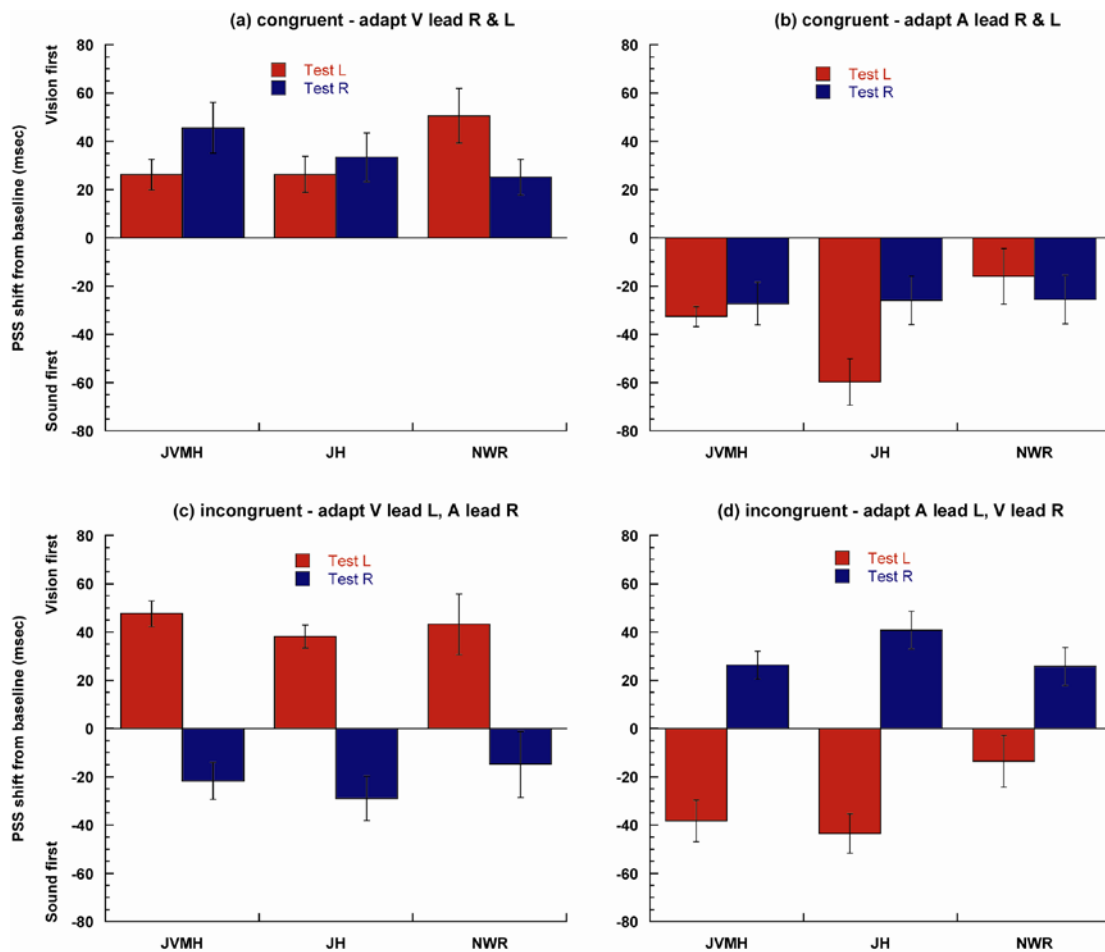 (a) congruent - adapt V lead R & L
Vision first
PSS shift from baseline (msec)
Sound first
80
60
40
20
0
-20
-40
-60
-80
Test L
Test R
JVMH
JH
NWR
(b) congruent - adapt A lead R & L
80
60
40
20
0
-20
-40
-60
-80
Test L
Test R
JVMH
JH
NWR
(c) incongruent - adapt V lead L, A lead R
Vision first
PSS shift from baseline (msec)
Sound first
80
60
40
20
0
-20
-40
-60
-80
Test L
Test R
JVMH
JH
NWR
(d) incongruent - adapt A lead L, V lead R
80
60
40
20
0
-20
-40
-60
-80
Test L
Test R
JVMH
JH
NWR